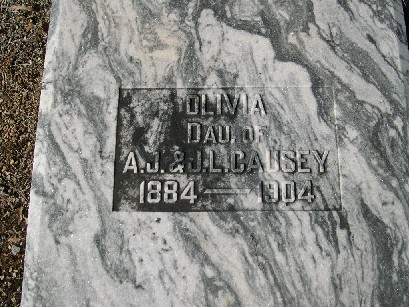 OLIVIA
DAU. OF
A.J. & J.L. CAUSEY
1884 — 1904